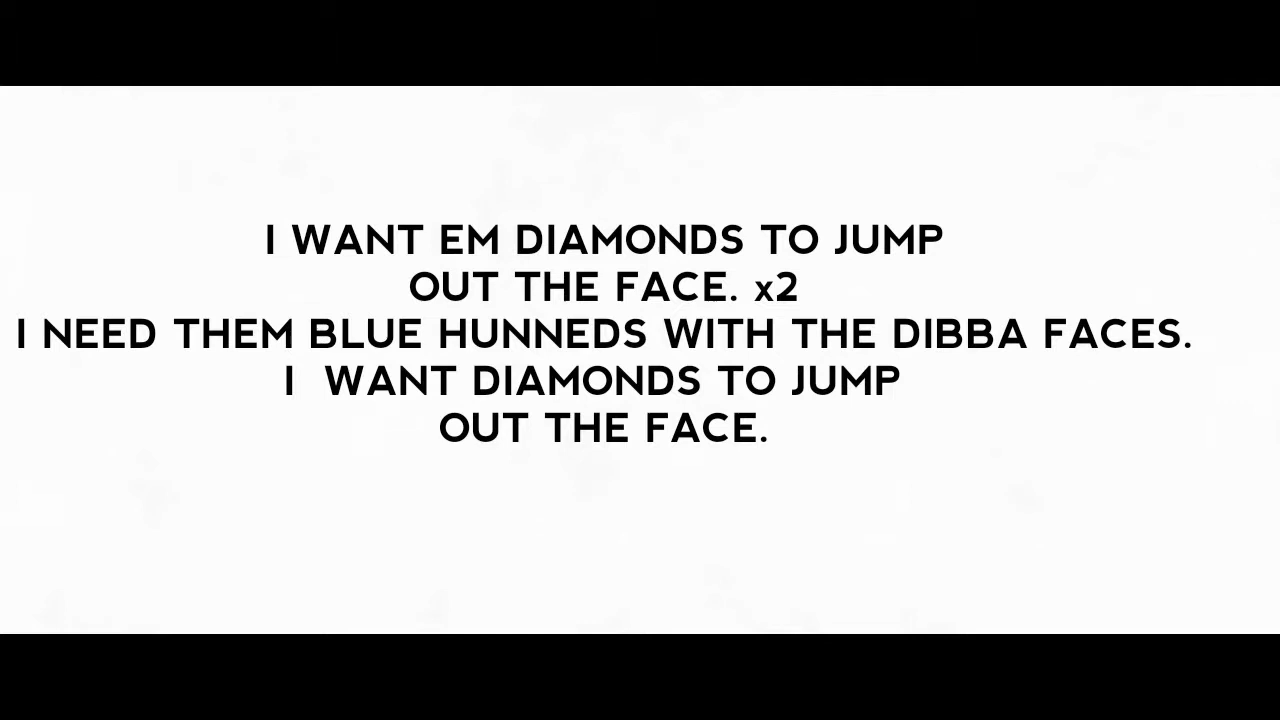 I WANT EM DIAMONDS TO JUMP
OUT THE FACE. x2
I NEED THEM BLUE HUNNEDS WITH THE DIBBA FACES.
I  WANT DIAMONDS TO JUMP
OUT THE FACE.